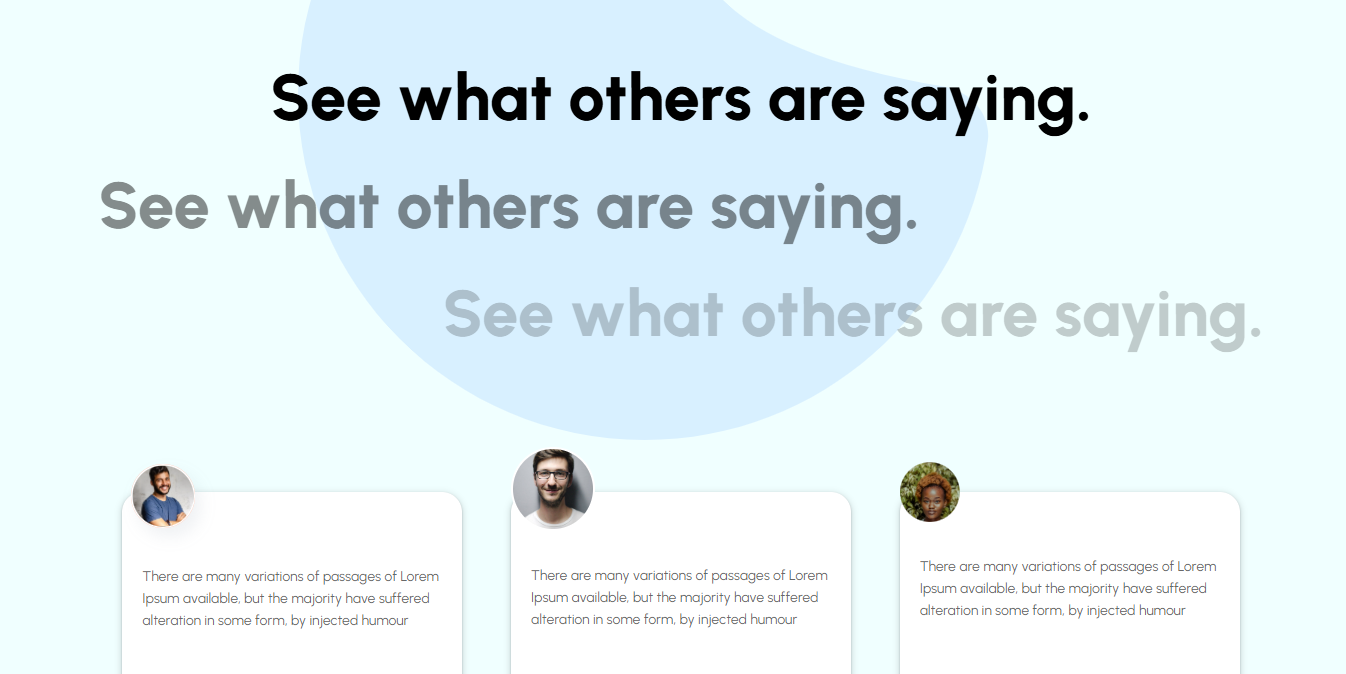 See what others are saying.
See what others are saying.
See what others are saying.
There are many variations of passages of Lorem
Ipsum available, but the majority have suffered
alteration in some form, by injected humour
There are many variations of passages of Lorem
Ipsum available, but the majority have suffered
alteration in some form, by injected humour
There are many variations of passages of Lorem
Ipsum available, but the majority have suffered
alteration in some form, by injected humour